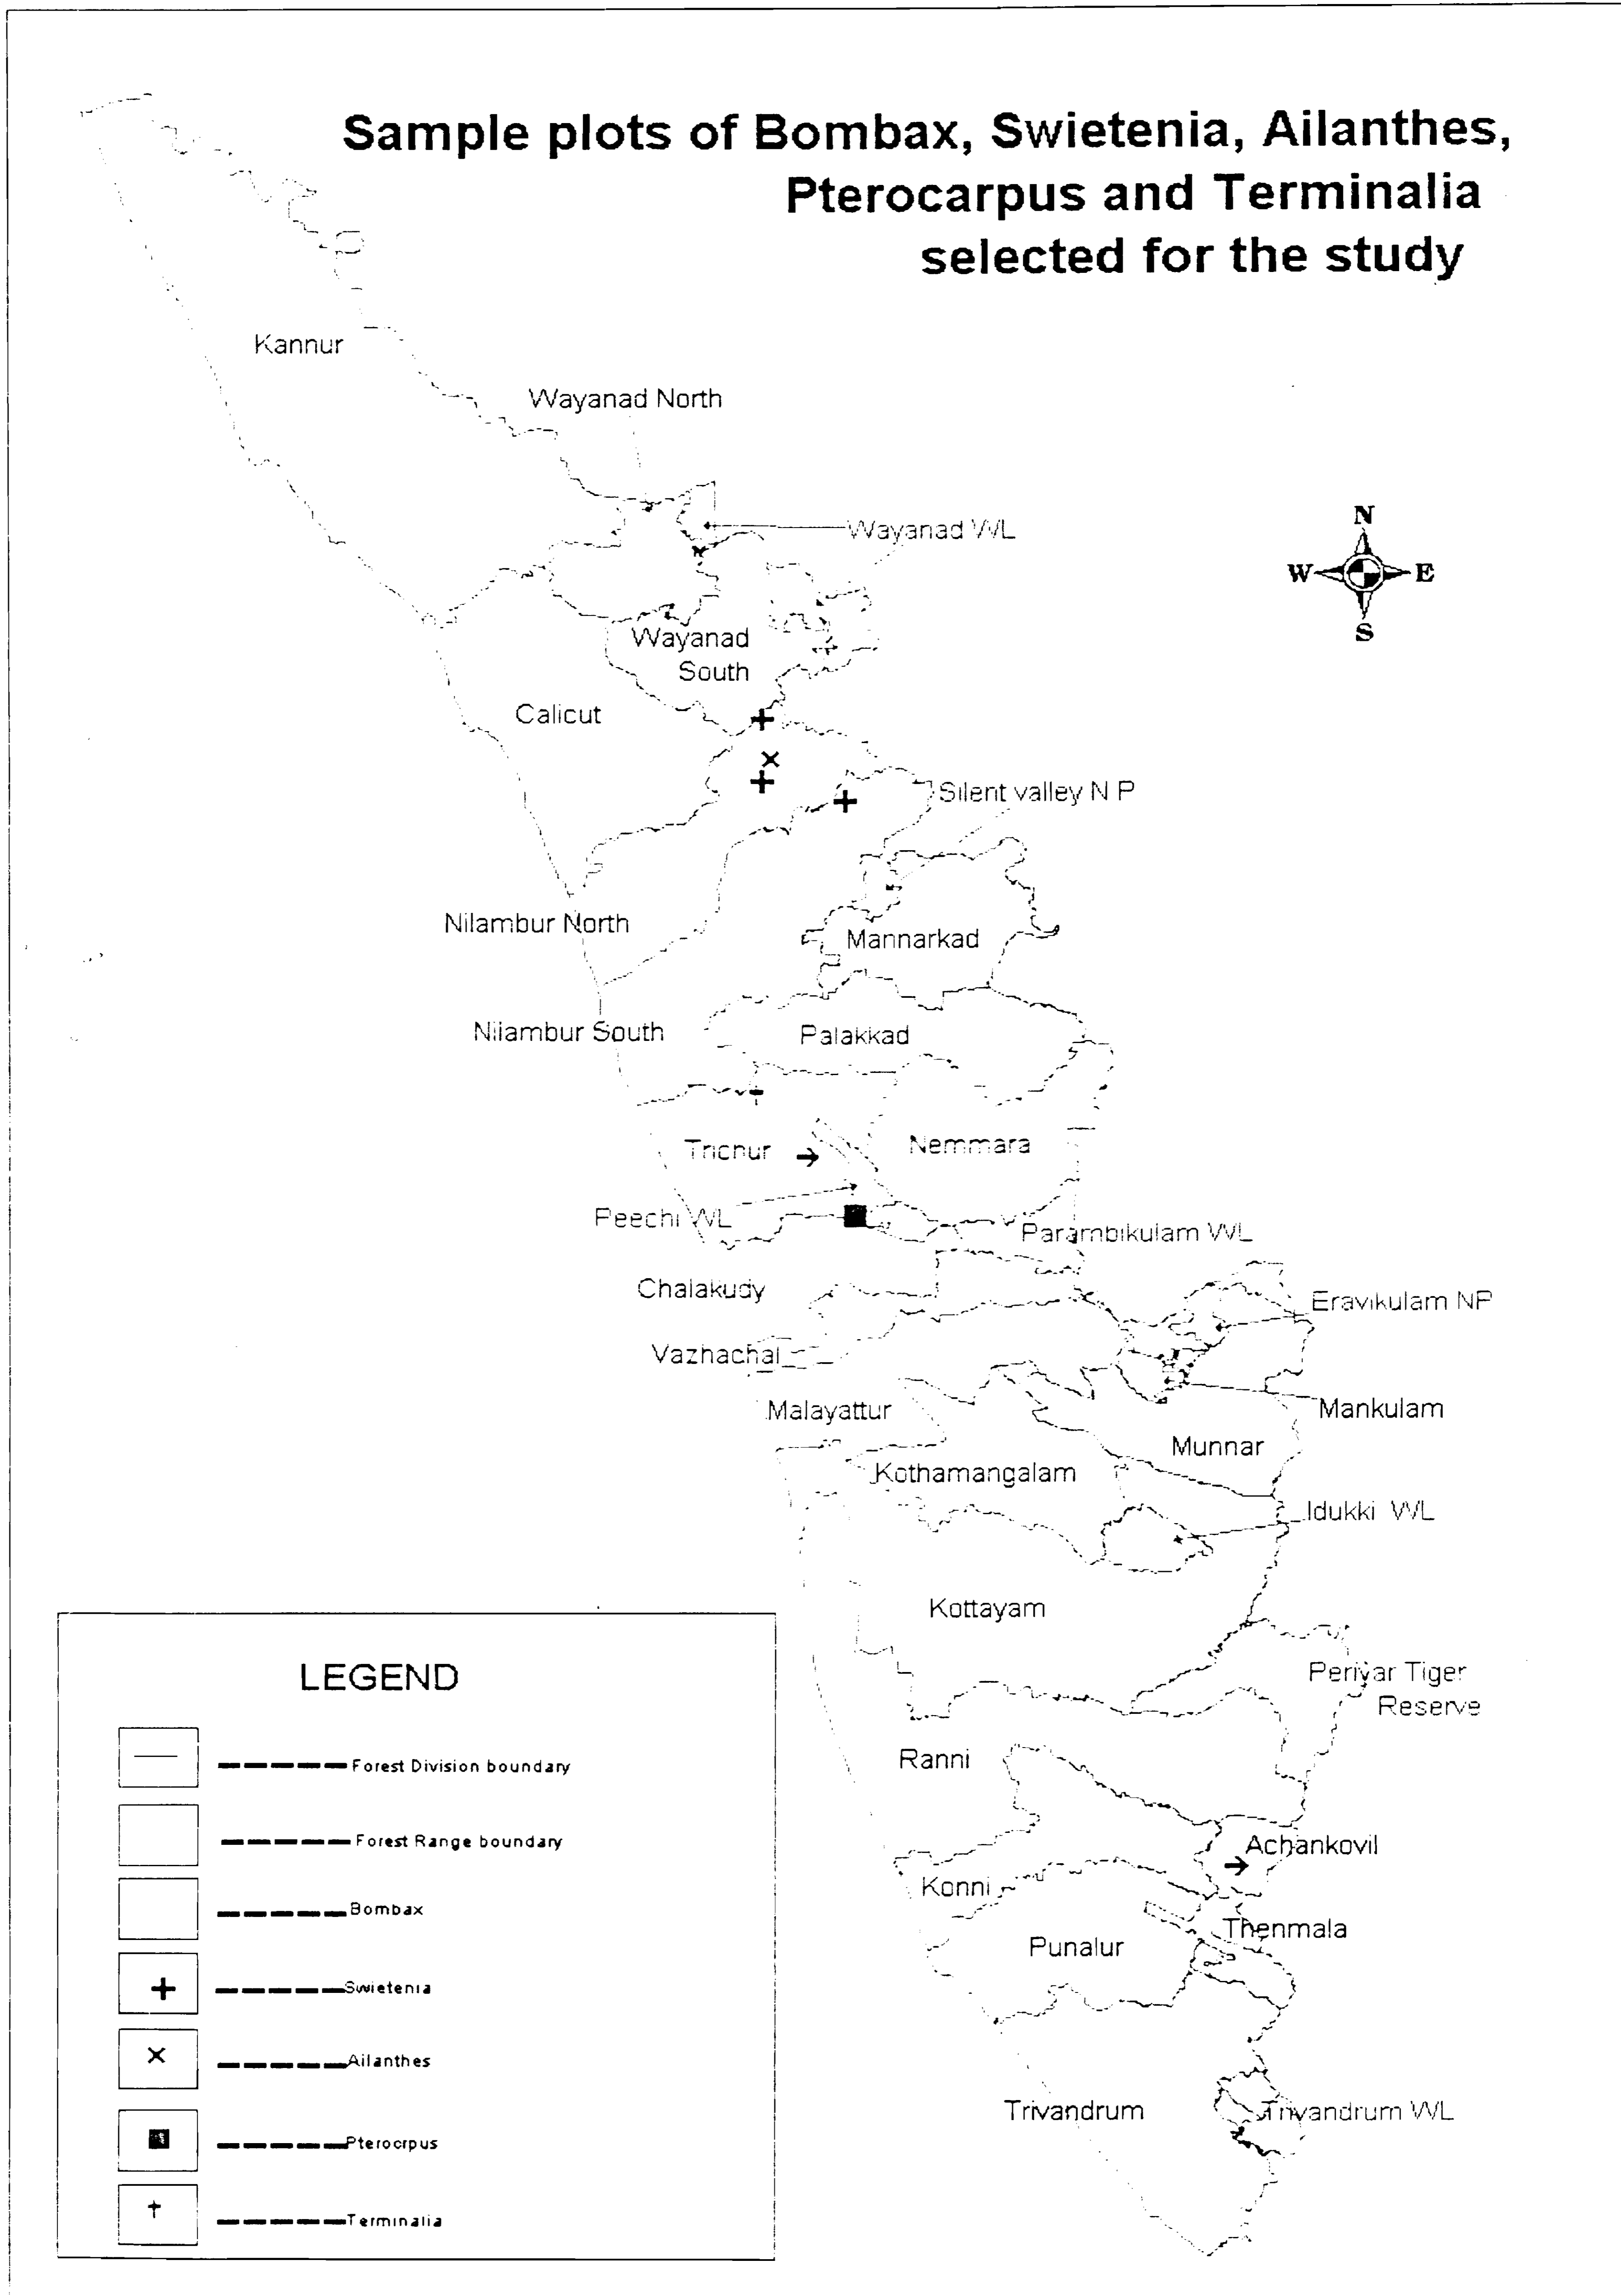 Sample plots of Bombax, Swietenia, Ailanthes,
Pterocarpus and Terminalia
selected for the study
Kannur
Wayanad North
Wayanad WL
N
W E
S
Wayanad
South
Calicut
Silent valley N P
Nilambur North
Mannarkad
Nilambur South
Palakkad
Trichur
Nemmara
Peechi WL
Parambikulam WL
Chalakudy
Eravikulam NP
Vazhachal
Malayattur
Mankulam
Munnar
Kothamangalam
Idukki WL
Kottayam
Periyar Tiger
Reserve
Ranni
Achankovil
Konni
Thenmala
Punalur
Trivandrum
Trivandrum WL
LEGEND
Forest Division boundary
Forest Range boundary
Bombax
Swietenia
Ailanthes
Pterocrpus
Terminalia